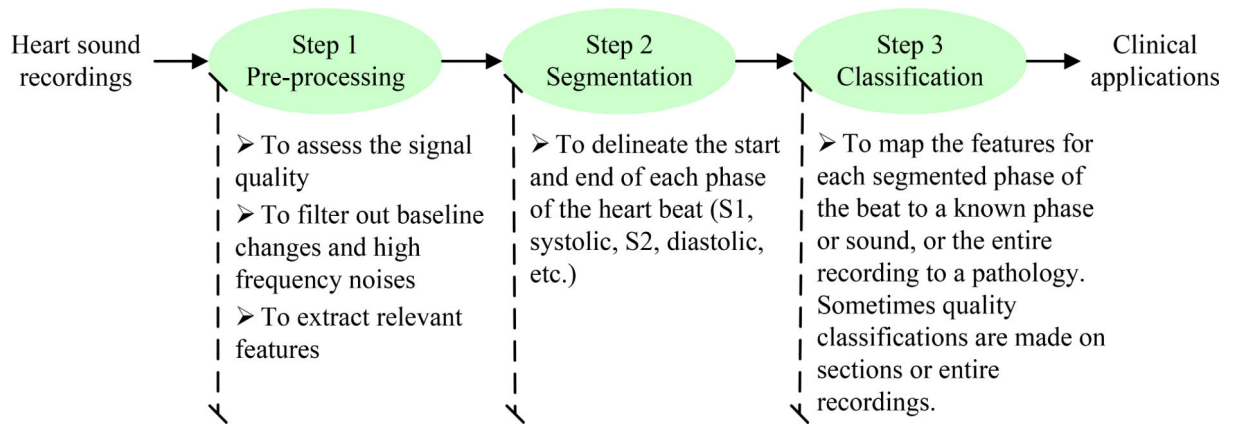 Heart sound
recordings
Step 1
Pre-processing
Step 2
Segmentation
Step 3
Classification
Clinical
applications
➢ To assess the signal
quality
➢ To filter out baseline
changes and high
frequency noises
➢ To extract relevant
features
➢ To delineate the start
and end of each phase
of the heart beat (S1,
systolic, S2, diastolic,
etc.)
➢ To map the features for
each segmented phase of
the beat to a known phase
or sound, or the entire
recording to a pathology.
Sometimes quality
classifications are made on
sections or entire
recordings.